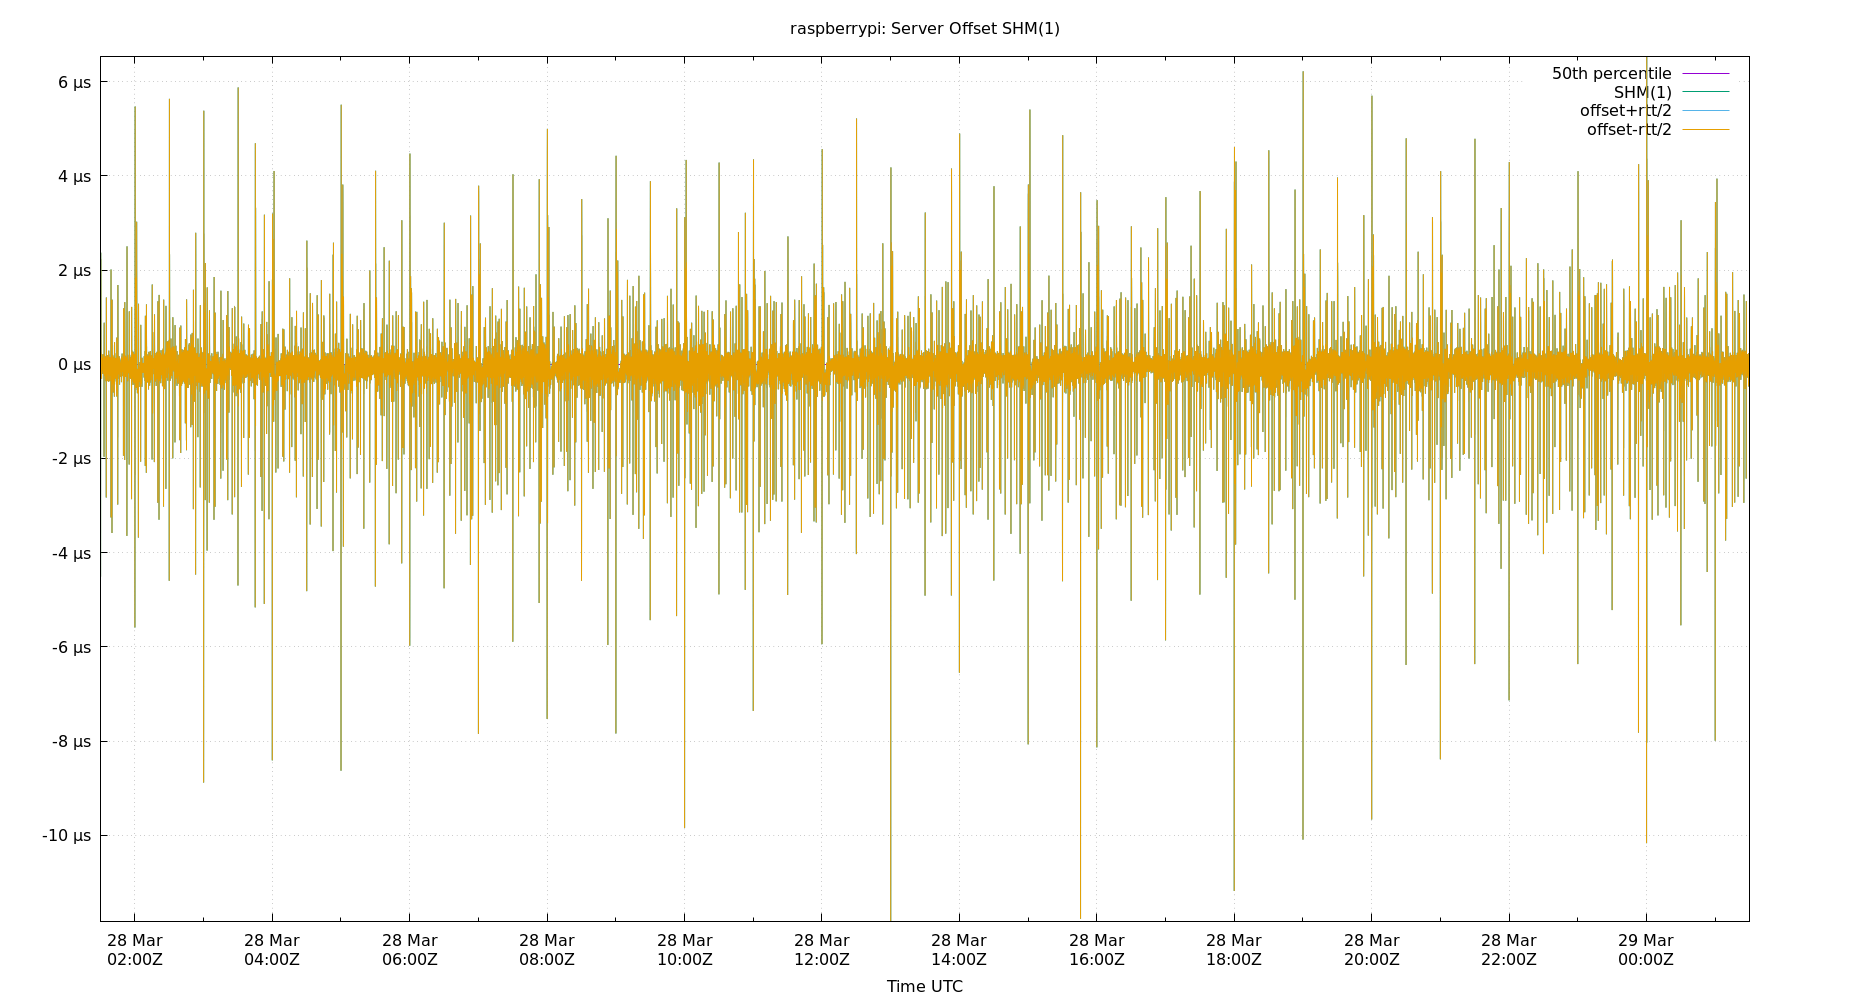 raspberrypi: Server Offset SHM(1)
50th percentile
SHM(1)
offset+rtt/2
offset-rtt/2
6 µs
4 µs
2 µs
0 µs
-2 µs
-4 µs
-6 µs
-8 µs
-10 µs
28 Mar 28 Mar 28 Mar 28 Mar 28 Mar 28 Mar 28 Mar 28 Mar 28 Mar 28 Mar 28 Mar 29 Mar
02:00Z 04:00Z 06:00Z 08:00Z 10:00Z 12:00Z 14:00Z 16:00Z 18:00Z 20:00Z 22:00Z 00:00Z
Time UTC